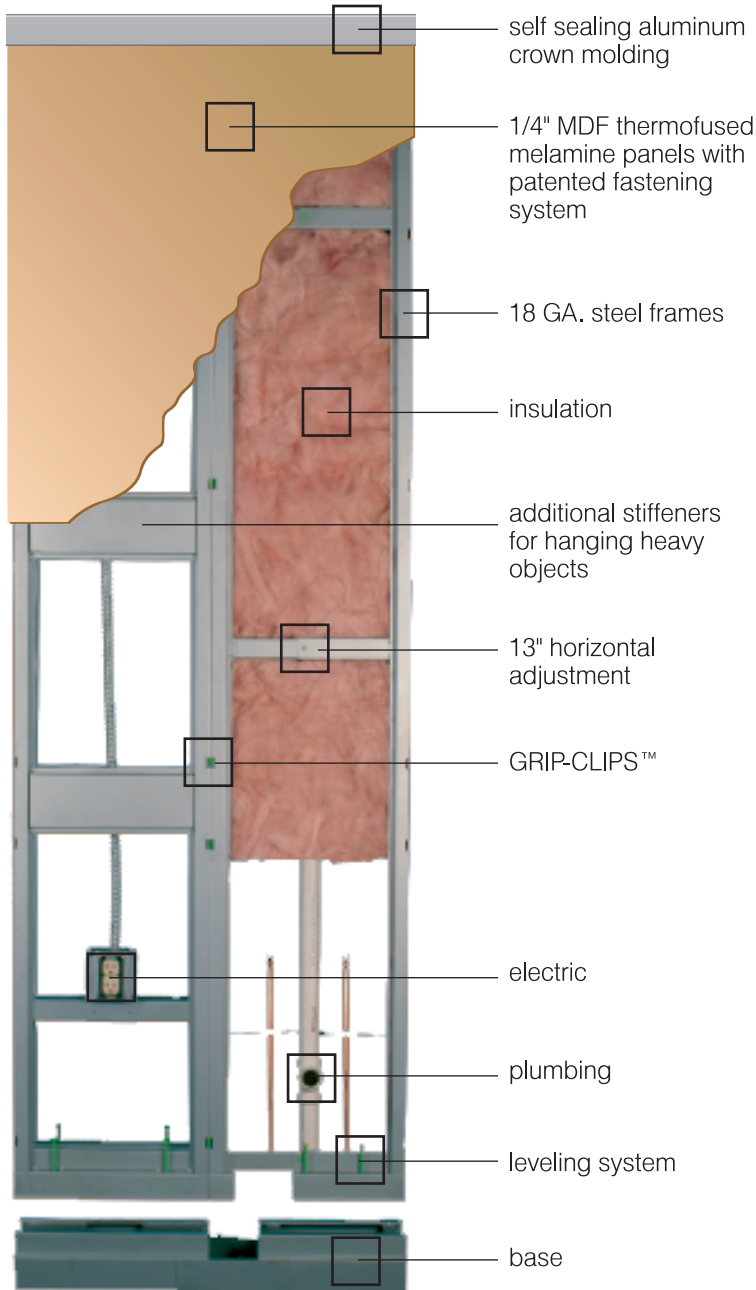 self sealing aluminum
crown molding
1/4" MDF thermofused
melamine panels with
patented fastening
system
18 GA. steel frames
insulation
additional stiffeners
for hanging heavy
objects
13" horizontal
adjustment
GRIP-CLIPS™
electric
plumbing
leveling system
base